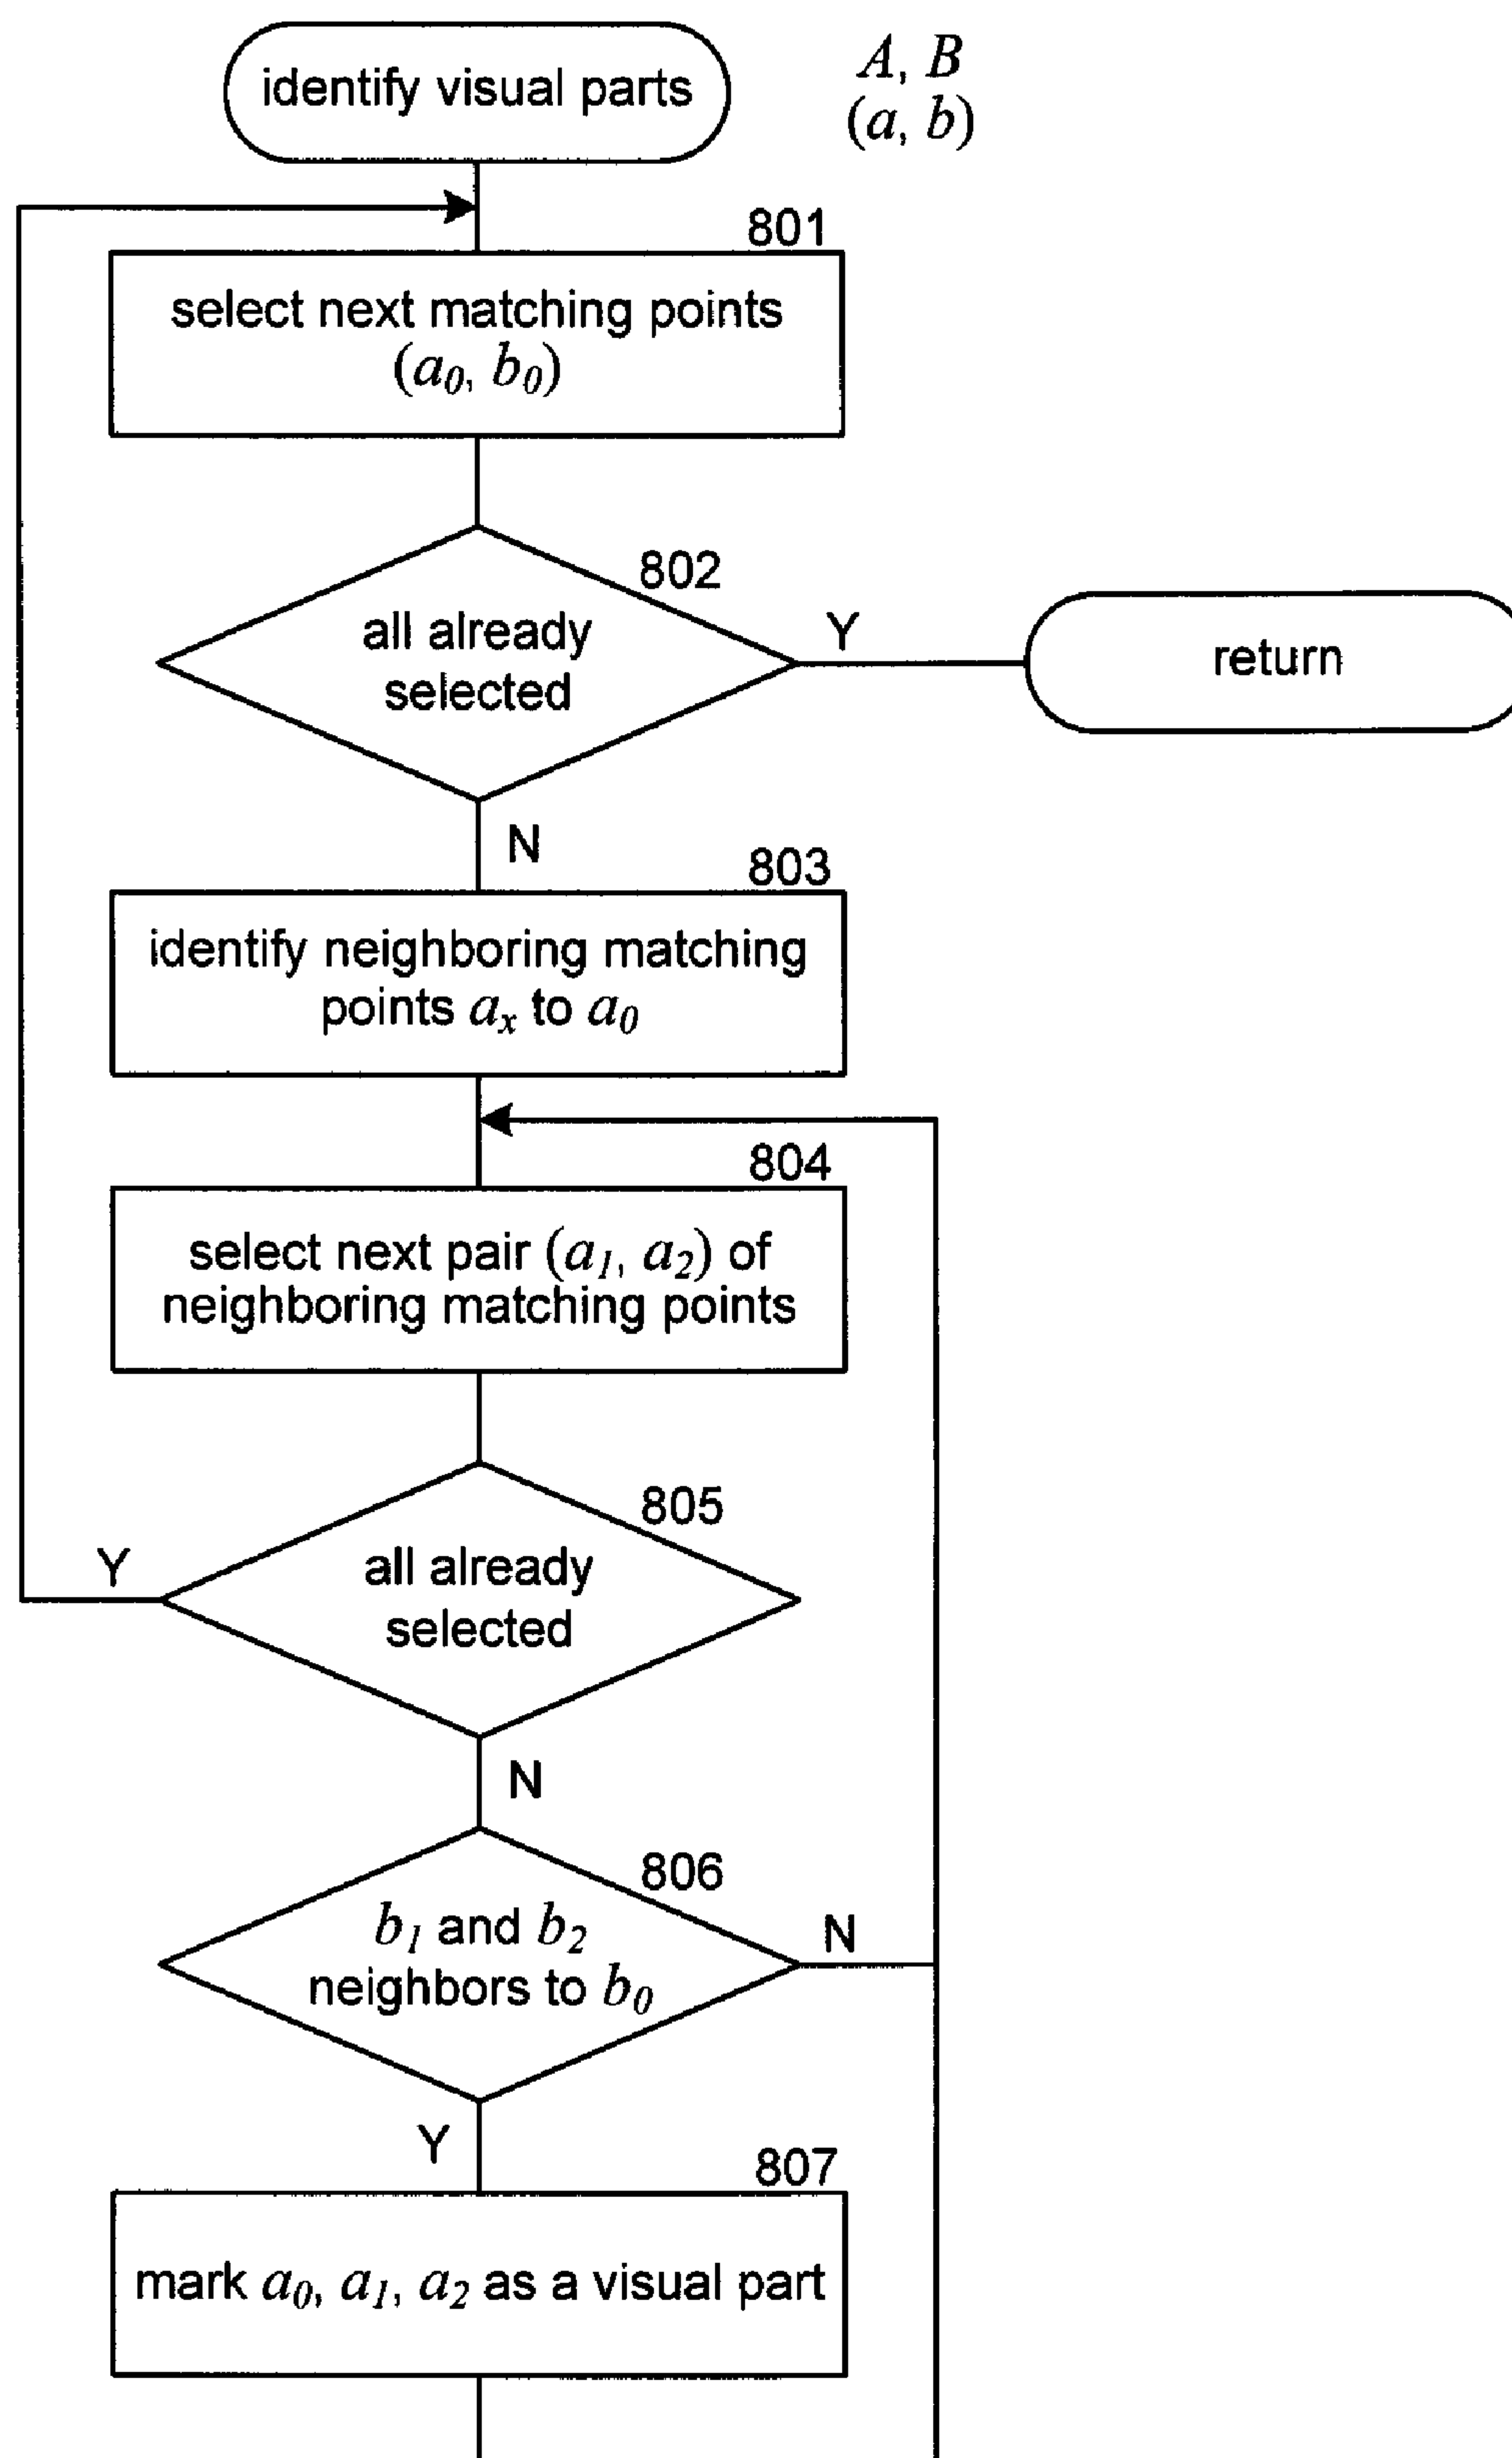 identify visual parts
A, B
(a, b)
801
select next matching points
(a0, b0)
802
all already
selected
Y
return
N
803
identify neighboring matching
points ax to a0
804
select next pair (a1, a2) of
neighboring matching points
805
all already
selected
Y
N
806
b1 and b2
neighbors to b0
N
Y
807
mark a0, a1, a2 as a visual part